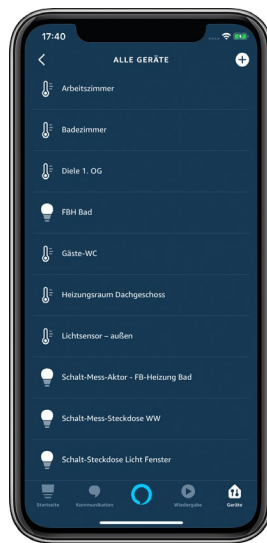 17:40
ALLE GERÄTE
Arbeitszimmer
Badezimmer
Diele 1. OG
FBH Bad
Gäste-WC
Heizungsraum Dachgeschoss
Lichtsensor – außen
Schalt-Mess-Aktor - FB-Heizung Bad
Schalt-Mess-Steckdose WW
Schalt-Steckdose Licht Fenster
Startseite Kommunikation Wiedergabe Geräte